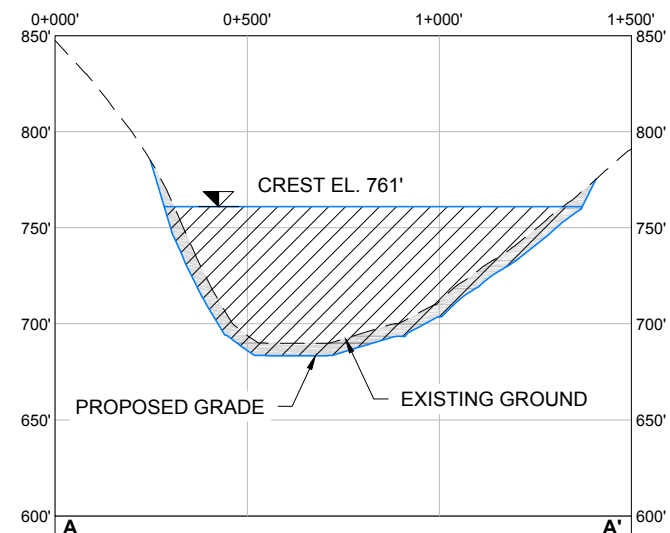 0+000' 0+500' 1+000' 1+500'
850' 850'
800' 800'
CREST EL. 761'
750' 750'
700' 700'
PROPOSED GRADE EXISTING GROUND
650' 650'
600' 600'
A A'